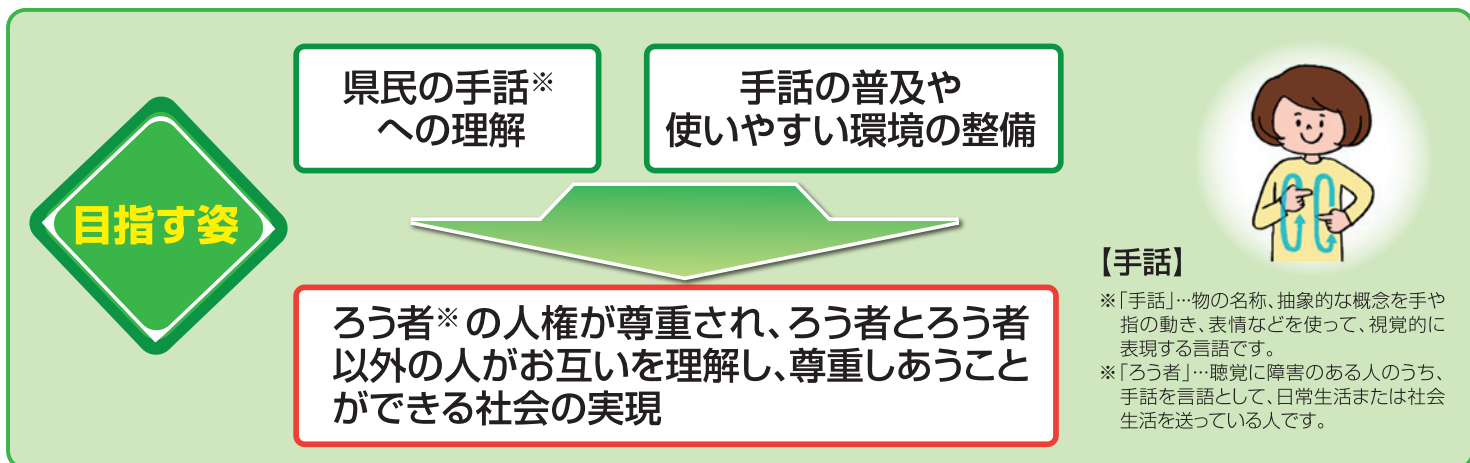 目指す姿
県民の手話※
への理解
手話の普及や
使いやすい環境の整備
ろう者※の人権が尊重され、ろう者とろう者
以外の人がお互いを理解し、尊重しあうこと
ができる社会の実現
【手話】
※「手話」…物の名称、抽象的な概念を手や
指の動き、表情などを使って、視覚的に
表現する言語です。
※「ろう者」…聴覚に障害のある人のうち、
手話を言語として、日常生活または社会
生活を送っている人です。